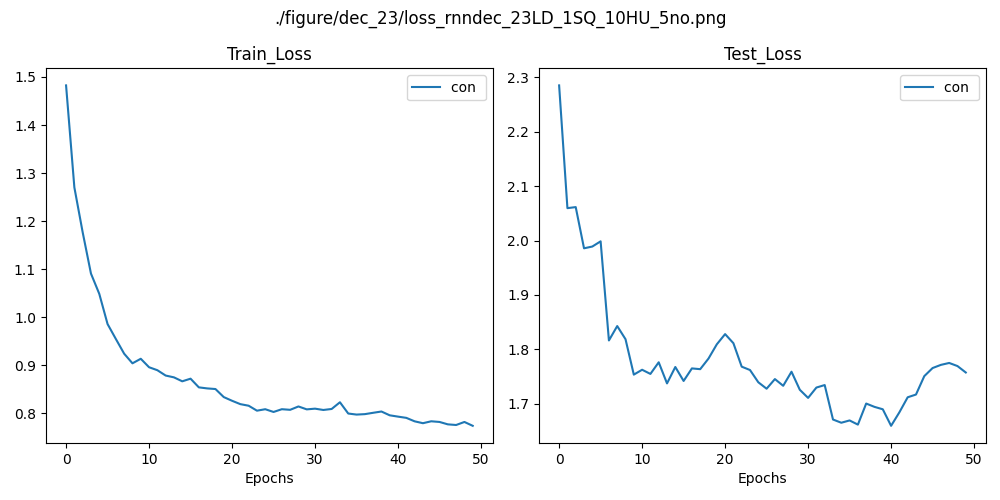 ./figure/dec_23/loss_rnndec_23LD_1SQ_10HU_5no.png
Train_Loss
con
1.5
1.4
1.3
1.2
1.1
1.0
0.9
0.8
0 10 20 30 40 50
Epochs
Test_Loss
con
2.3
2.2
2.1
2.0
1.9
1.8
1.7
0 10 20 30 40 50
Epochs